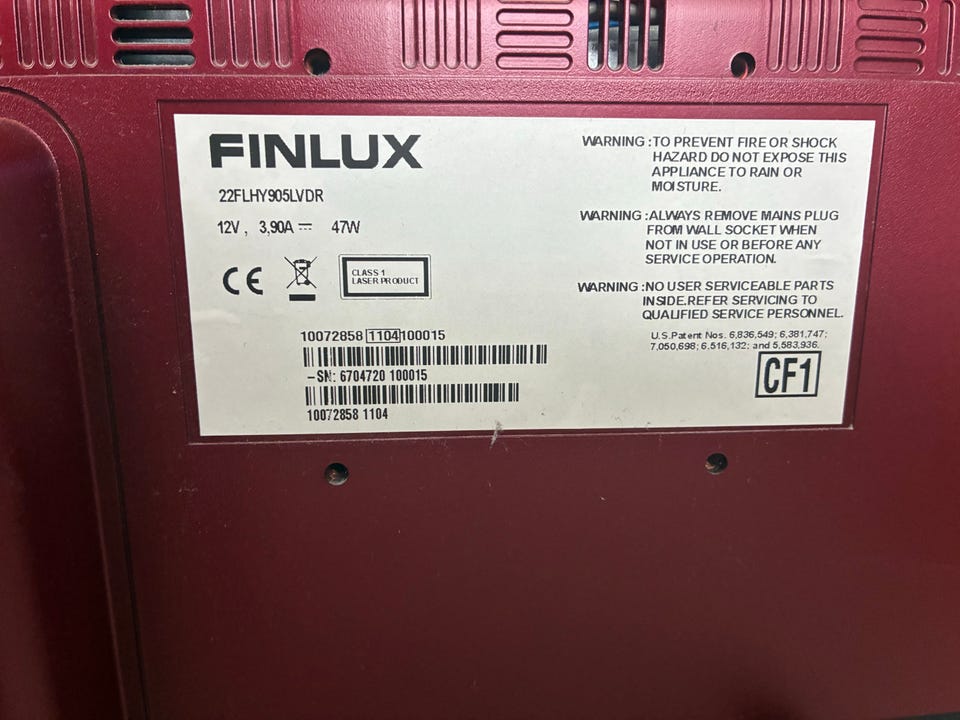 FINLUX
22FLHY905LVDR
12V , 3,90A 47W
CE
CLASS 1
LASER PRODUCT
10072858 1104 100015
-SN: 6704720 100015
10072858 1104
WARNING :TO PREVENT FIRE OR SHOCK
HAZARD DO NOT EXPOSE THIS
APPLIANCE TO RAIN OR
MOISTURE.
WARNING :ALWAYS REMOVE MAINS PLUG
FROM WALL SOCKET WHEN
NOT IN USE OR BEFORE ANY
SERVICE OPERATION.
WARNING :NO USER SERVICEABLE PARTS
INSIDE.REFER SERVICING TO
QUALIFIED SERVICE PERSONNEL.
U.S.Patent Nos. 6,836,549; 6,381,747;
7,050,698; 6,516,132; and 5,583,936.
CF1